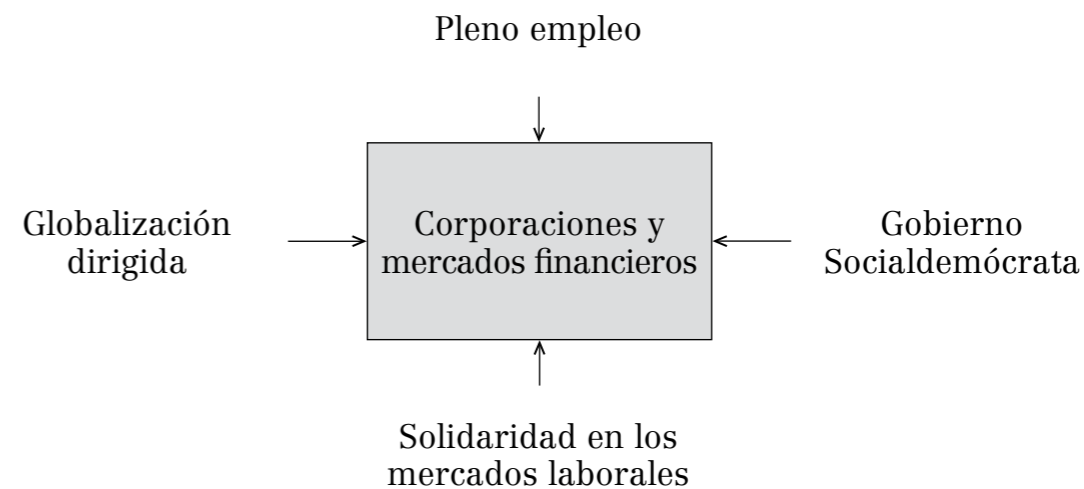 Pleno empleo
Globalización
dirigida
Corporaciones y
mercados financieros
Gobierno
Socialdemócrata
Solidaridad en los
mercados laborales